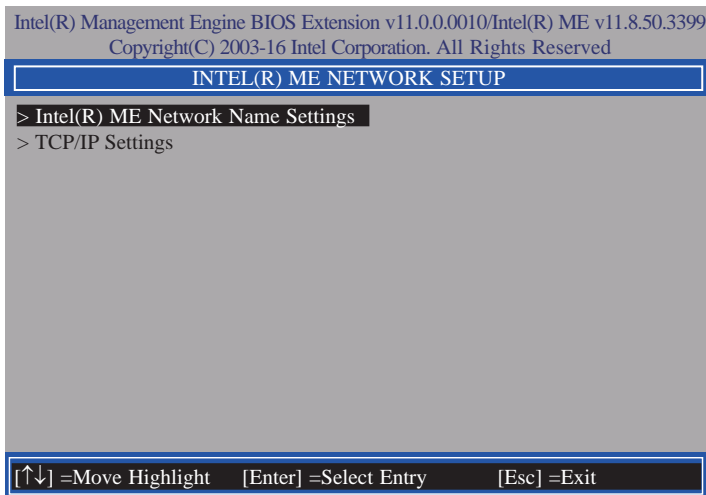 Intel(R) Management Engine BIOS Extension v11.0.0.0010/Intel(R) ME v11.8.50.3399
Copyright(C) 2003-16 Intel Corporation. All Rights Reserved
INTEL(R) ME NETWORK SETUP
> Intel(R) ME Network Name Settings
> TCP/IP Settings
[↑↓] =Move Highlight [Enter] =Select Entry [Esc] =Exit